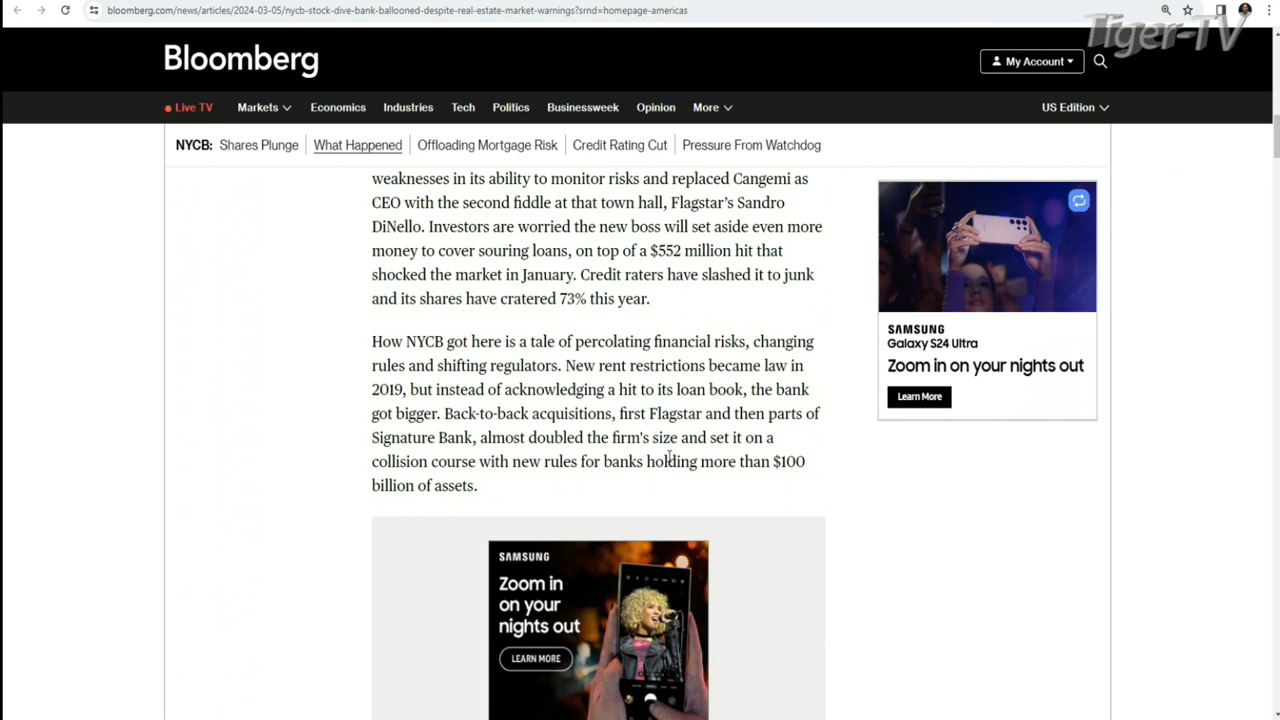 bloomberg.com/news/articles/2024-03-05/nycb-stock-dive-bank-ballooned-despite-real-estate-market-warnings?srnd=homepage-americas
Tiger-TV
Bloomberg
My Account
Live TV Markets Economics Industries Tech Politics Businessweek Opinion More US Edition
NYCB: Shares Plunge What Happened Offloading Mortgage Risk Credit Rating Cut Pressure From Watchdog
weaknesses in its ability to monitor risks and replaced Cangemi as
CEO with the second fiddle at that town hall, Flagstar’s Sandro
DiNello. Investors are worried the new boss will set aside even more
money to cover souring loans, on top of a $552 million hit that
shocked the market in January. Credit raters have slashed it to junk
and its shares have cratered 73% this year.
How NYCB got here is a tale of percolating financial risks, changing
rules and shifting regulators. New rent restrictions became law in
2019, but instead of acknowledging a hit to its loan book, the bank
got bigger. Back-to-back acquisitions, first Flagstar and then parts of
Signature Bank, almost doubled the firm's size and set it on a
collision course with new rules for banks holding more than $100
billion of assets.
SAMSUNG
Galaxy S24 Ultra
Zoom in on your nights out
Learn More
SAMSUNG
Zoom in
on your
nights out
LEARN MORE